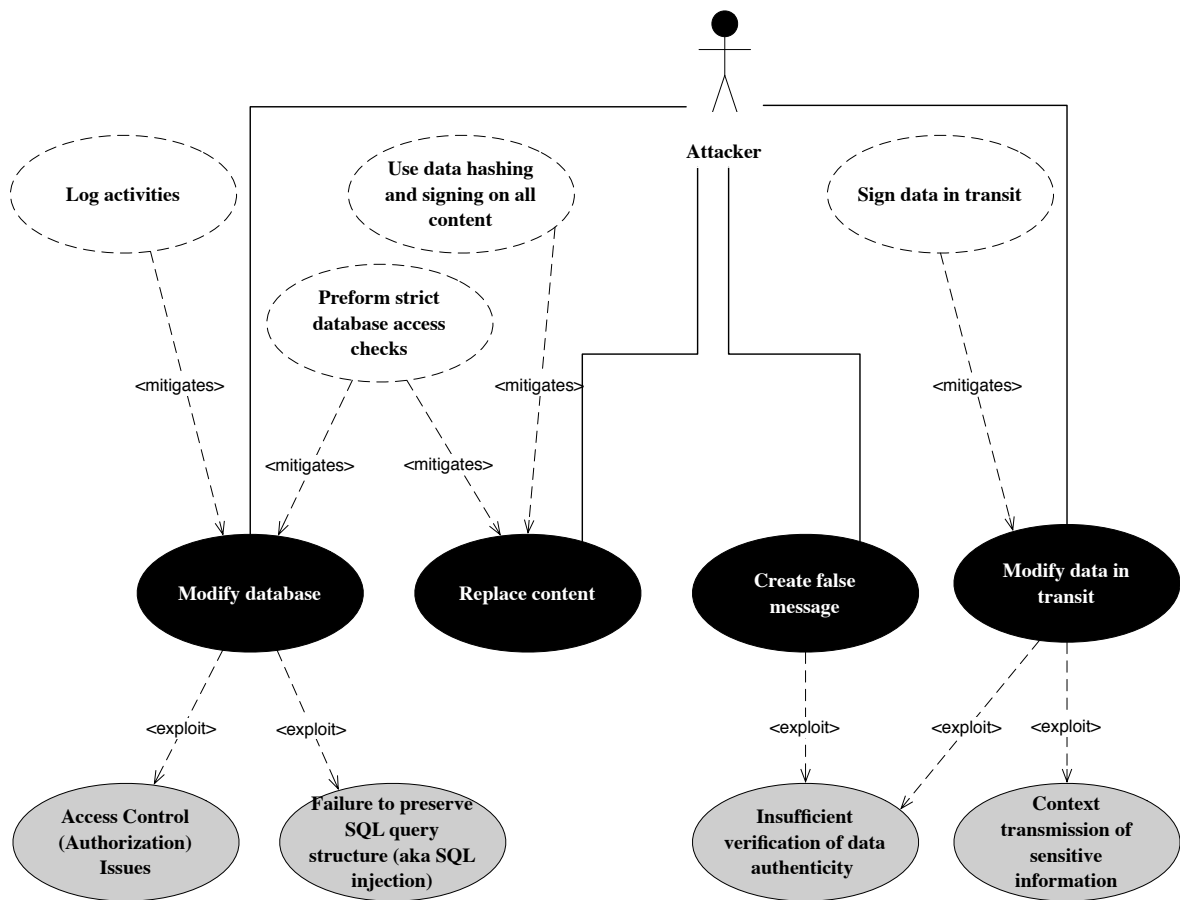 Attacker
Log activities
Use data hashing
and signing on all
content
Sign data in transit
Preform strict
database access
checks
<mitigates>
<mitigates>
<mitigates>
<mitigates>
<mitigates>
Modify database
Replace content
Create false
message
Modify data in
transit
<exploit>
<exploit>
<exploit>
<exploit>
<exploit>
Access Control
(Authorization)
Issues
Failure to preserve
SQL query
structure (aka SQL
injection)
Insufficient
verification of data
authenticity
Context
transmission of
sensitive
information